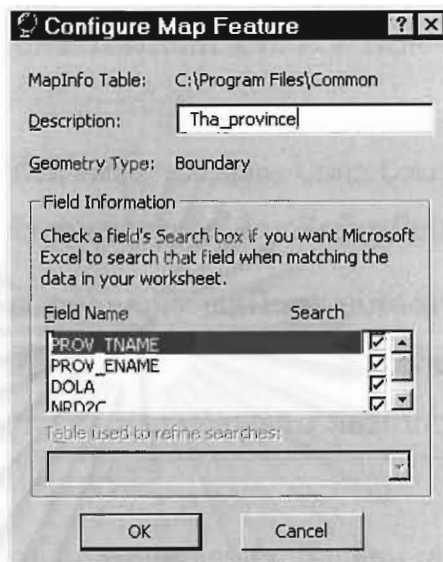 Configure Map Feature
MapInfo Table: C:\Program Files\Common
Description: Tha_province
Geometry Type: Boundary
Field Information
Check a field's Search box if you want Microsoft
Excel to search that field when matching the
data in your worksheet.
Field Name Search
PROV_TNAME
PROV_ENAME
DOLA
NRD2C
Table used to refine searches:
OK Cancel